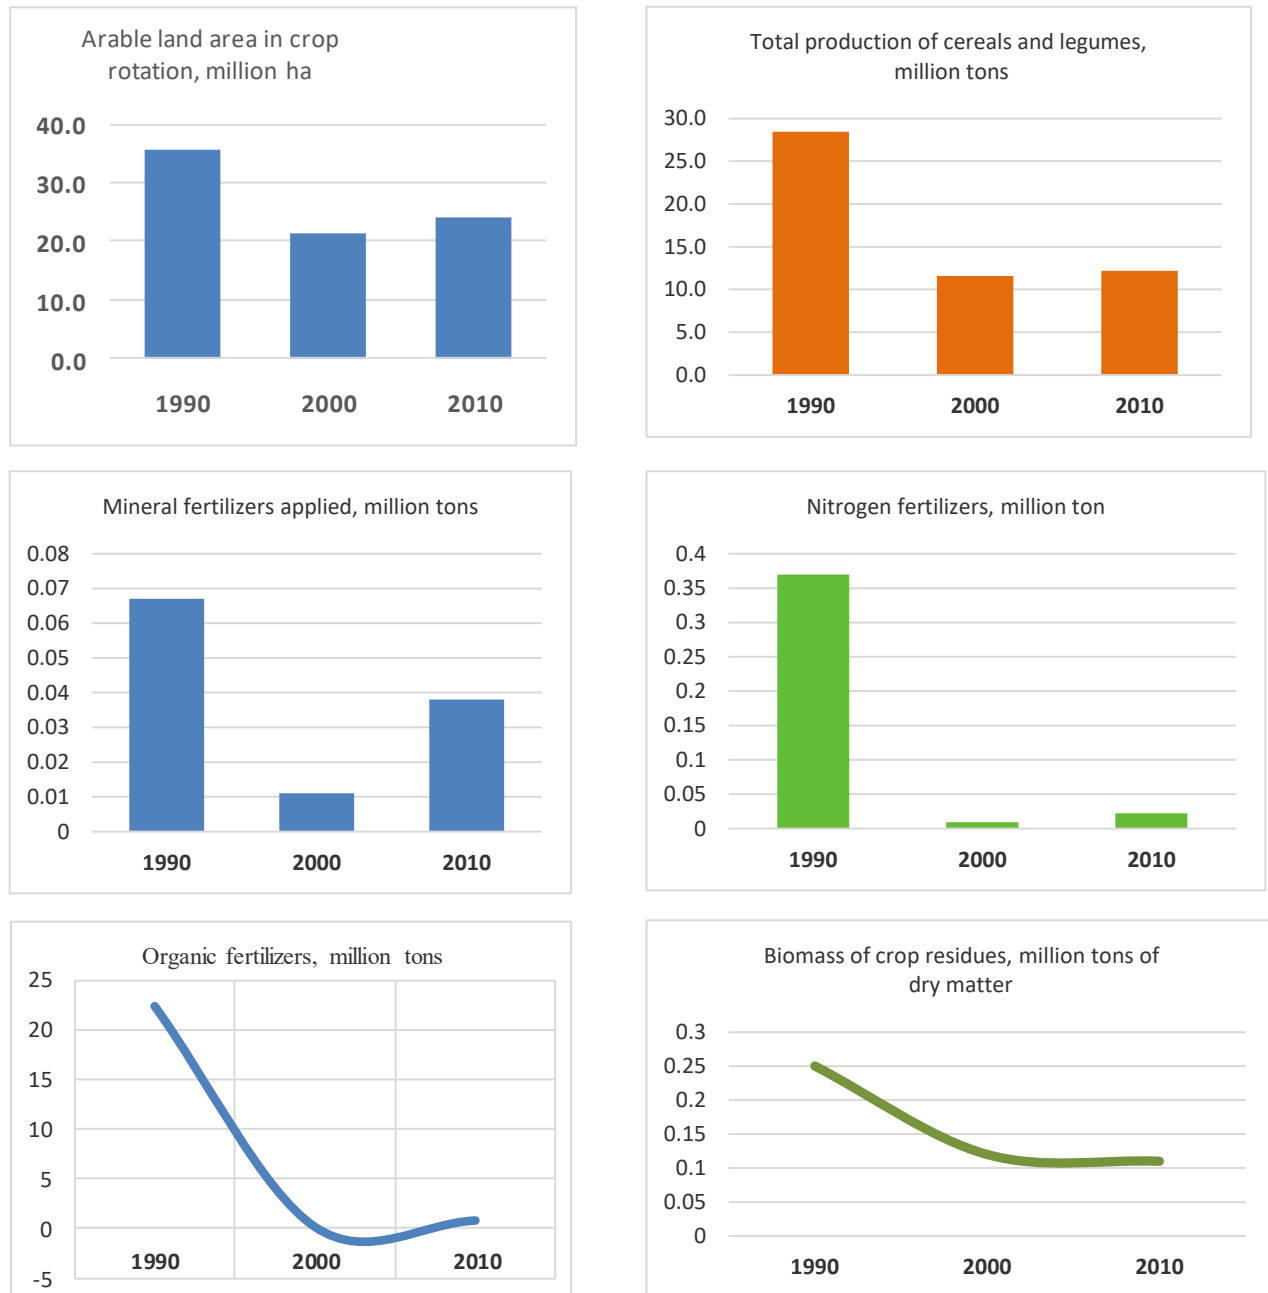 Arable land area in crop
rotation, million ha
40.0
30.0
20.0
10.0
0.0
1990 2000 2010
Total production of cereals and legumes,
million tons
30.0
25.0
20.0
15.0
10.0
5.0
0.0
1990 2000 2010
Mineral fertilizers applied, million tons
0.08
0.07
0.06
0.05
0.04
0.03
0.02
0.01
0
1990 2000 2010
Nitrogen fertilizers, million ton
0.4
0.35
0.3
0.25
0.2
0.15
0.1
0.05
0
1990 2000 2010
Organic fertilizers, million tons
25
20
15
10
5
0
-5
1990 2000 2010
Biomass of crop residues, million tons of
dry matter
0.3
0.25
0.2
0.15
0.1
0.05
0
1990 2000 2010